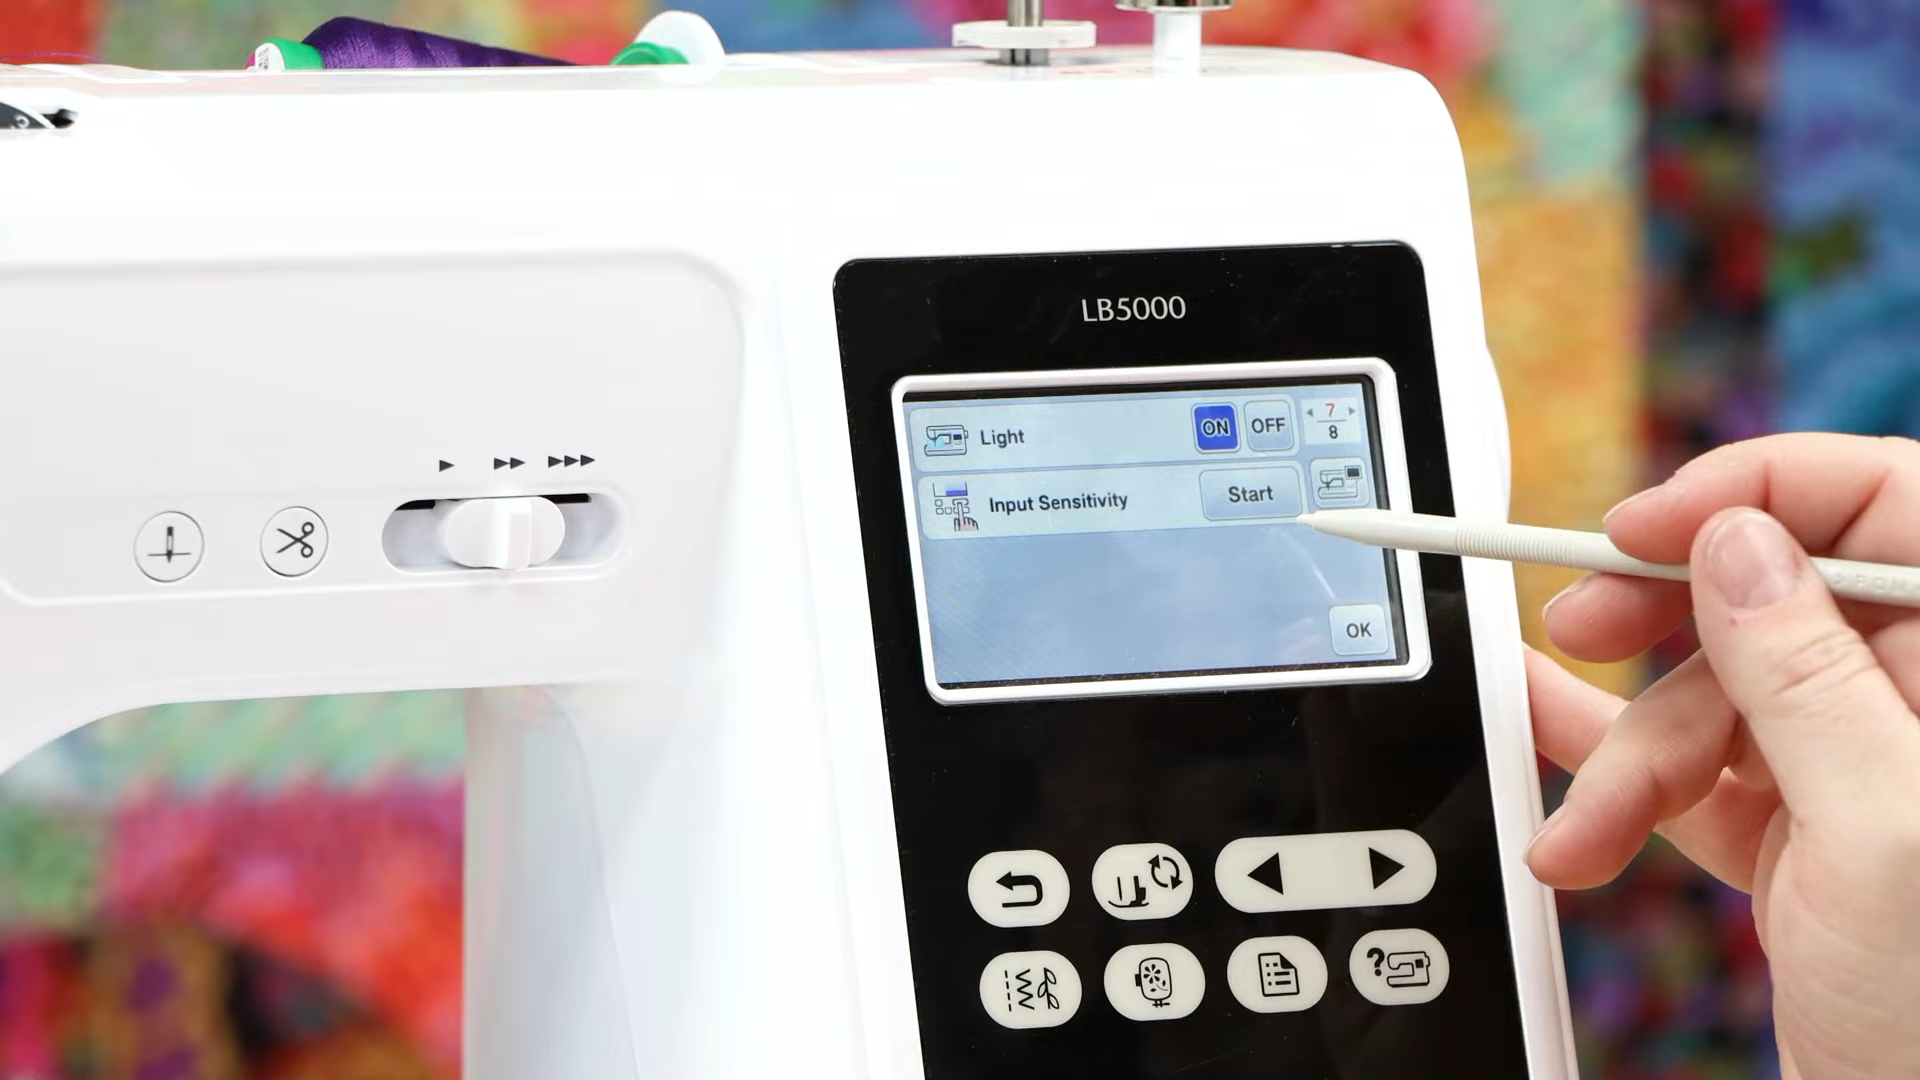 LB5000
Light ON OFF 7
8
Input Sensitivity Start
OK
?